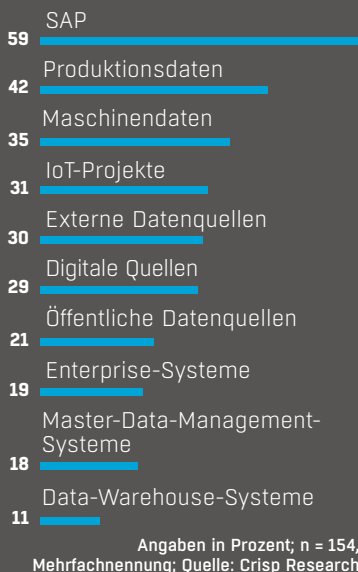 SAP
59
Produktionsdaten
42
Maschinendaten
35
IoT-Projekte
31
Externe Datenquellen
30
Digitale Quellen
29
Öffentliche Datenquellen
21
Enterprise-Systeme
19
Master-Data-Management-
Systeme
18
Data-Warehouse-Systeme
11
Angaben in Prozent; n = 154,
Mehrfachnennung; Quelle: Crisp Research